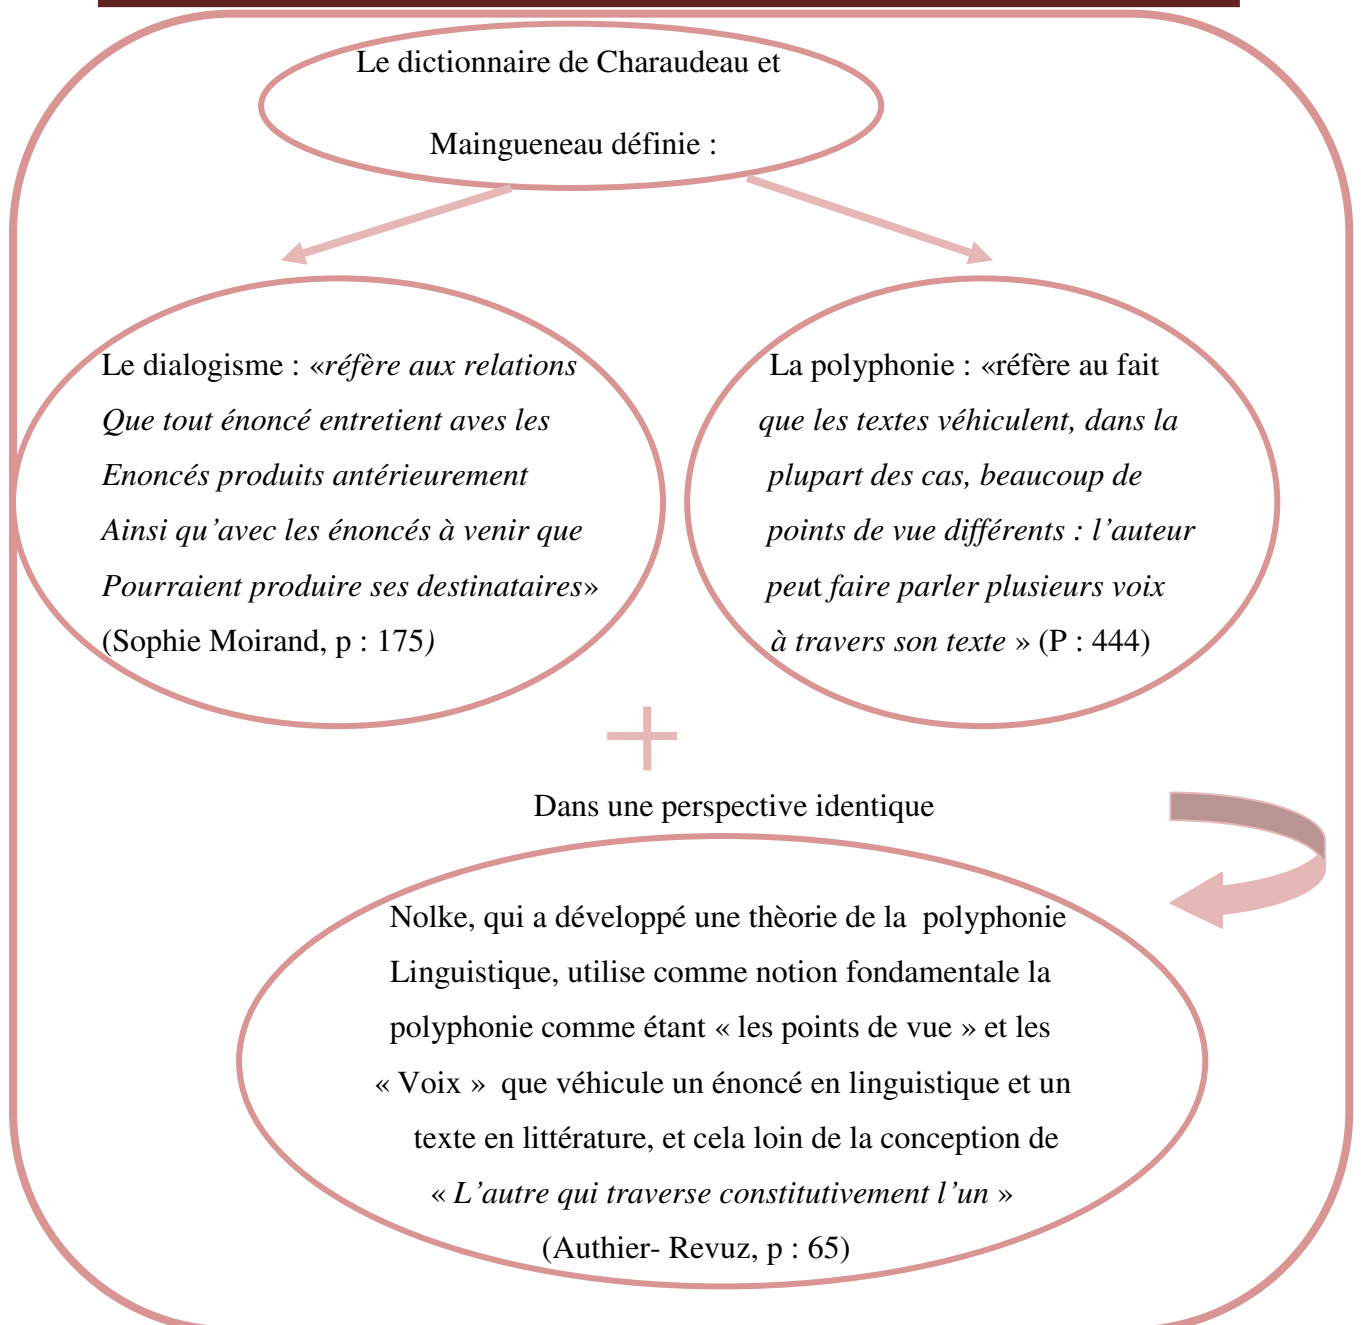 Le dictionnaire de Charaudeau et
Maingueneau définie :
Le dialogisme : «réfère aux relations
Que tout énoncé entretient aves les
Enoncés produits antérieurement
Ainsi qu’avec les énoncés à venir que
Pourraient produire ses destinataires»
(Sophie Moirand, p : 175)
La polyphonie : «réfère au fait
que les textes véhiculent, dans la
plupart des cas, beaucoup de
points de vue différents : l’auteur
peut faire parler plusieurs voix
à travers son texte » (P : 444)
Dans une perspective identique
Nolke, qui a développé une thèorie de la polyphonie
Linguistique, utilise comme notion fondamentale la
polyphonie comme étant « les points de vue » et les
« Voix » que véhicule un énoncé en linguistique et un
texte en littérature, et cela loin de la conception de
« L’autre qui traverse constitutivement l’un »
(Authier- Revuz, p : 65)